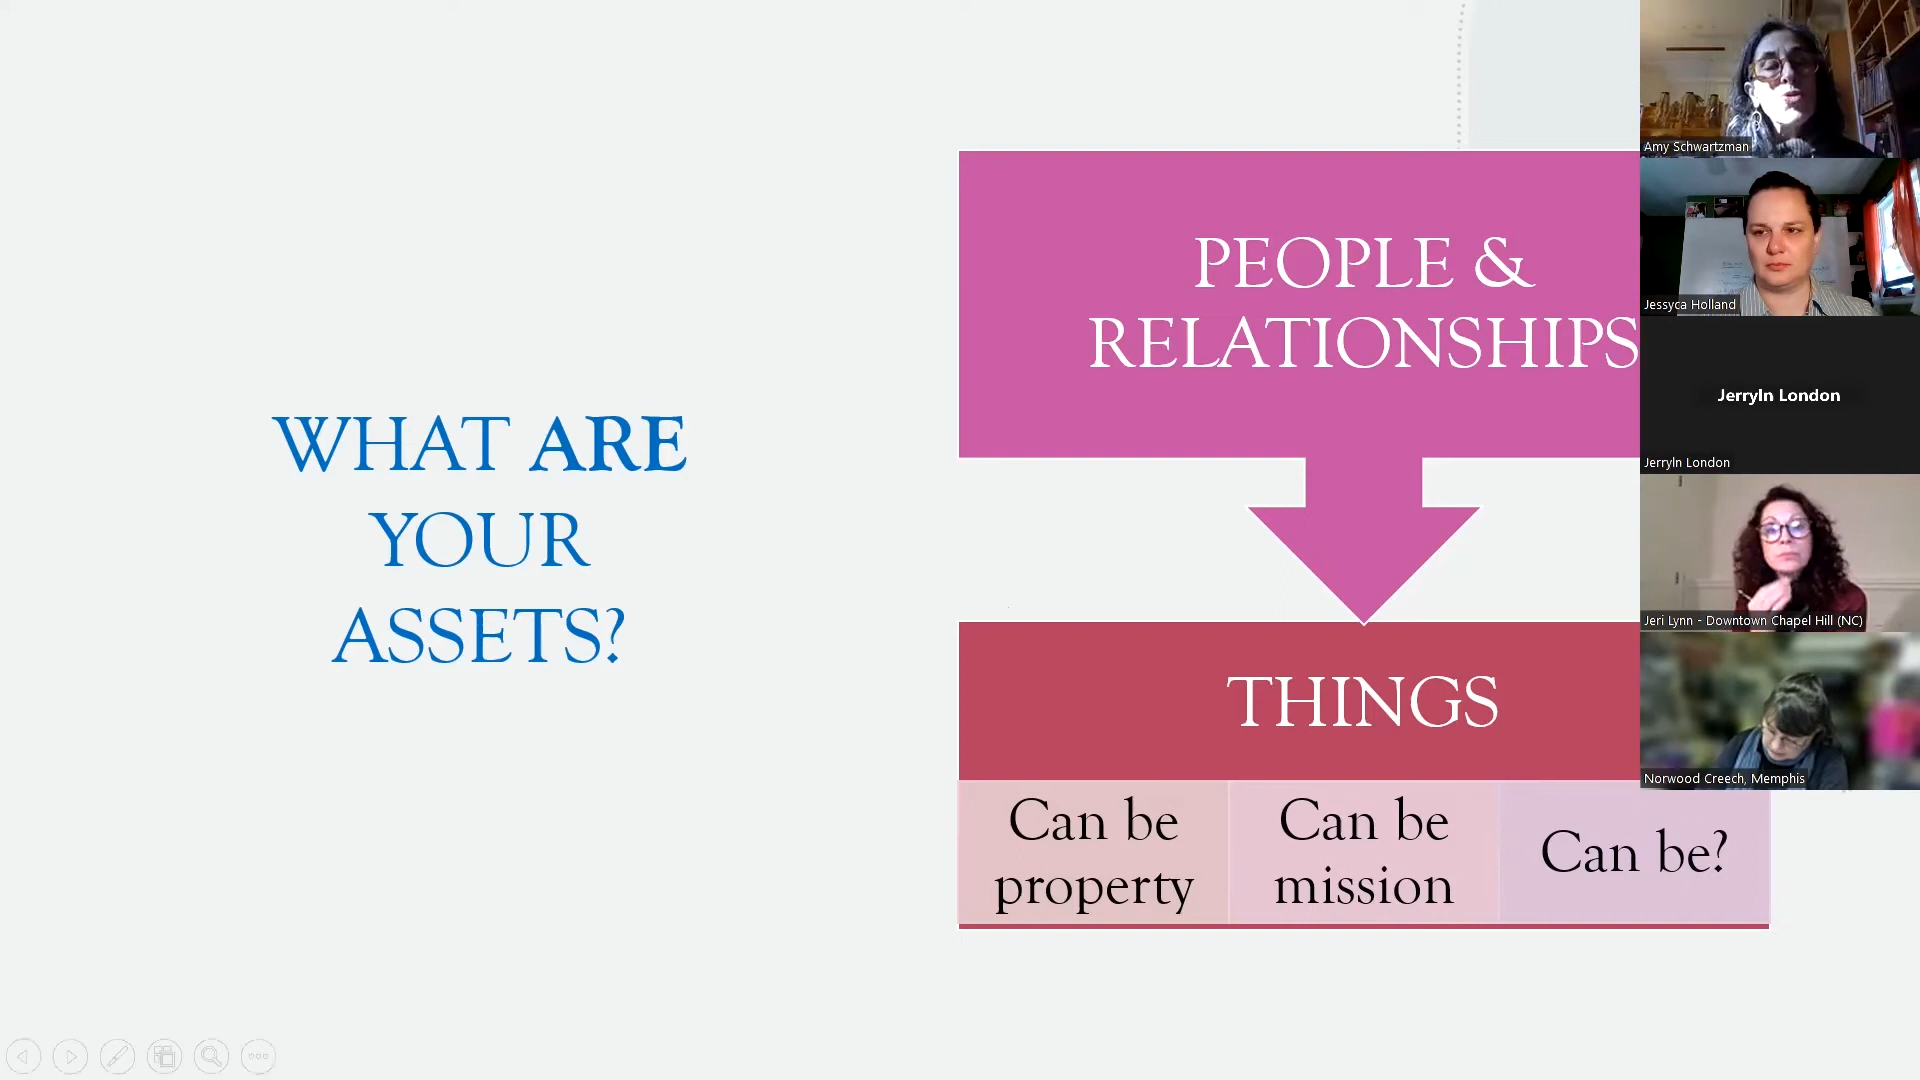 WHAT ARE
YOUR
ASSETS?
PEOPLE &
RELATIONSHIPS
THINGS
Can be
property
Can be
mission
Can be?
Amy Schwartzman
Jessyca Holland
Jerryln London
Jerryln London
Jeri Lynn - Downtown Chapel Hill (NC)
Norwood Creech, Memphis